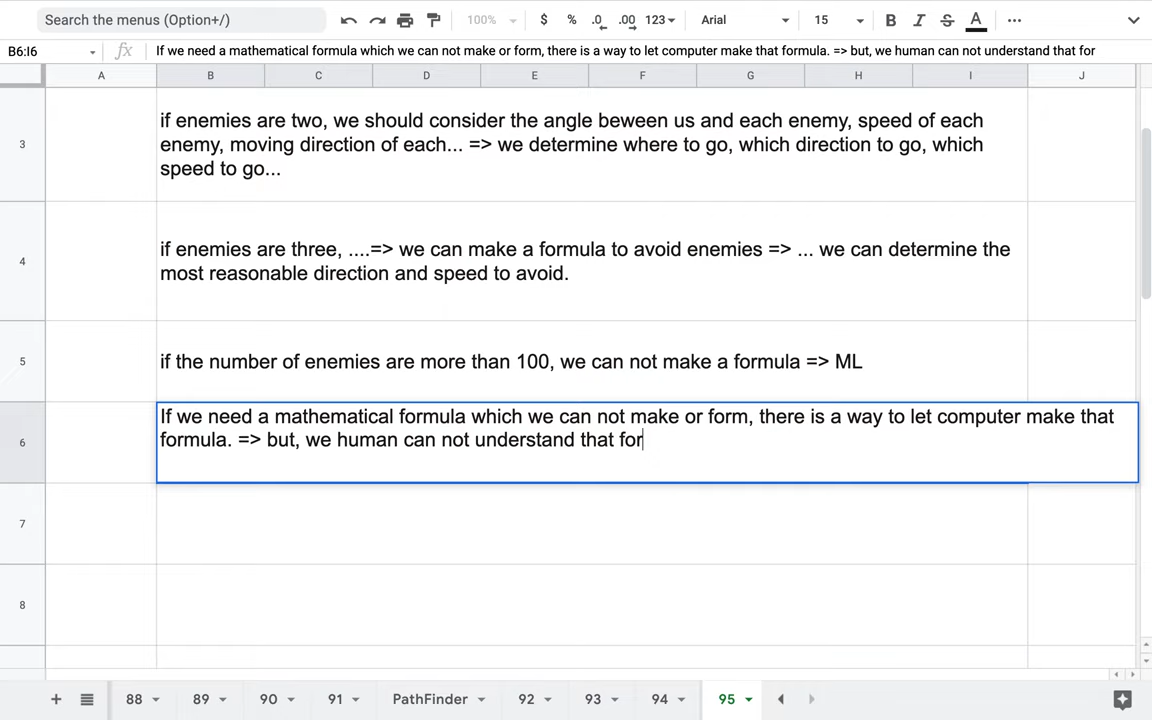 Search the menus (Option+/)
100%
$ % .0 .00 123 Arial 15 B I S A
B6:I6 fx If we need a mathematical formula which we can not make or form, there is a way to let computer make that formula. => but, we human can not understand that for
A B C D E F G H I J
3
if enemies are two, we should consider the angle beween us and each enemy, speed of each
enemy, moving direction of each... => we determine where to go, which direction to go, which
speed to go...
4
if enemies are three, ....=> we can make a formula to avoid enemies => ... we can determine the
most reasonable direction and speed to avoid.
5
if the number of enemies are more than 100, we can not make a formula => ML
6
If we need a mathematical formula which we can not make or form, there is a way to let computer make that
formula. => but, we human can not understand that for
7
8
88 89 90 91 PathFinder 92 93 94 95